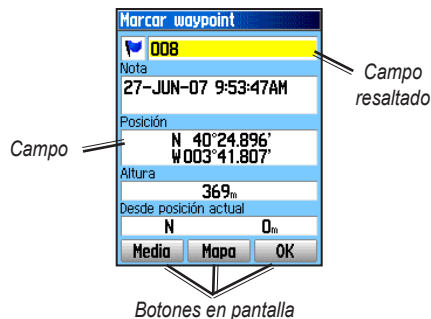 Marcar waypoint
008
Nota
27-JUN-07 9:53:47AM
Posición
N 40°24.896'
W003°41.807'
Altura
369m
Desde posición actual
N 0m
Media Mapa OK
Campo resaltado
Campo
Botones en pantalla